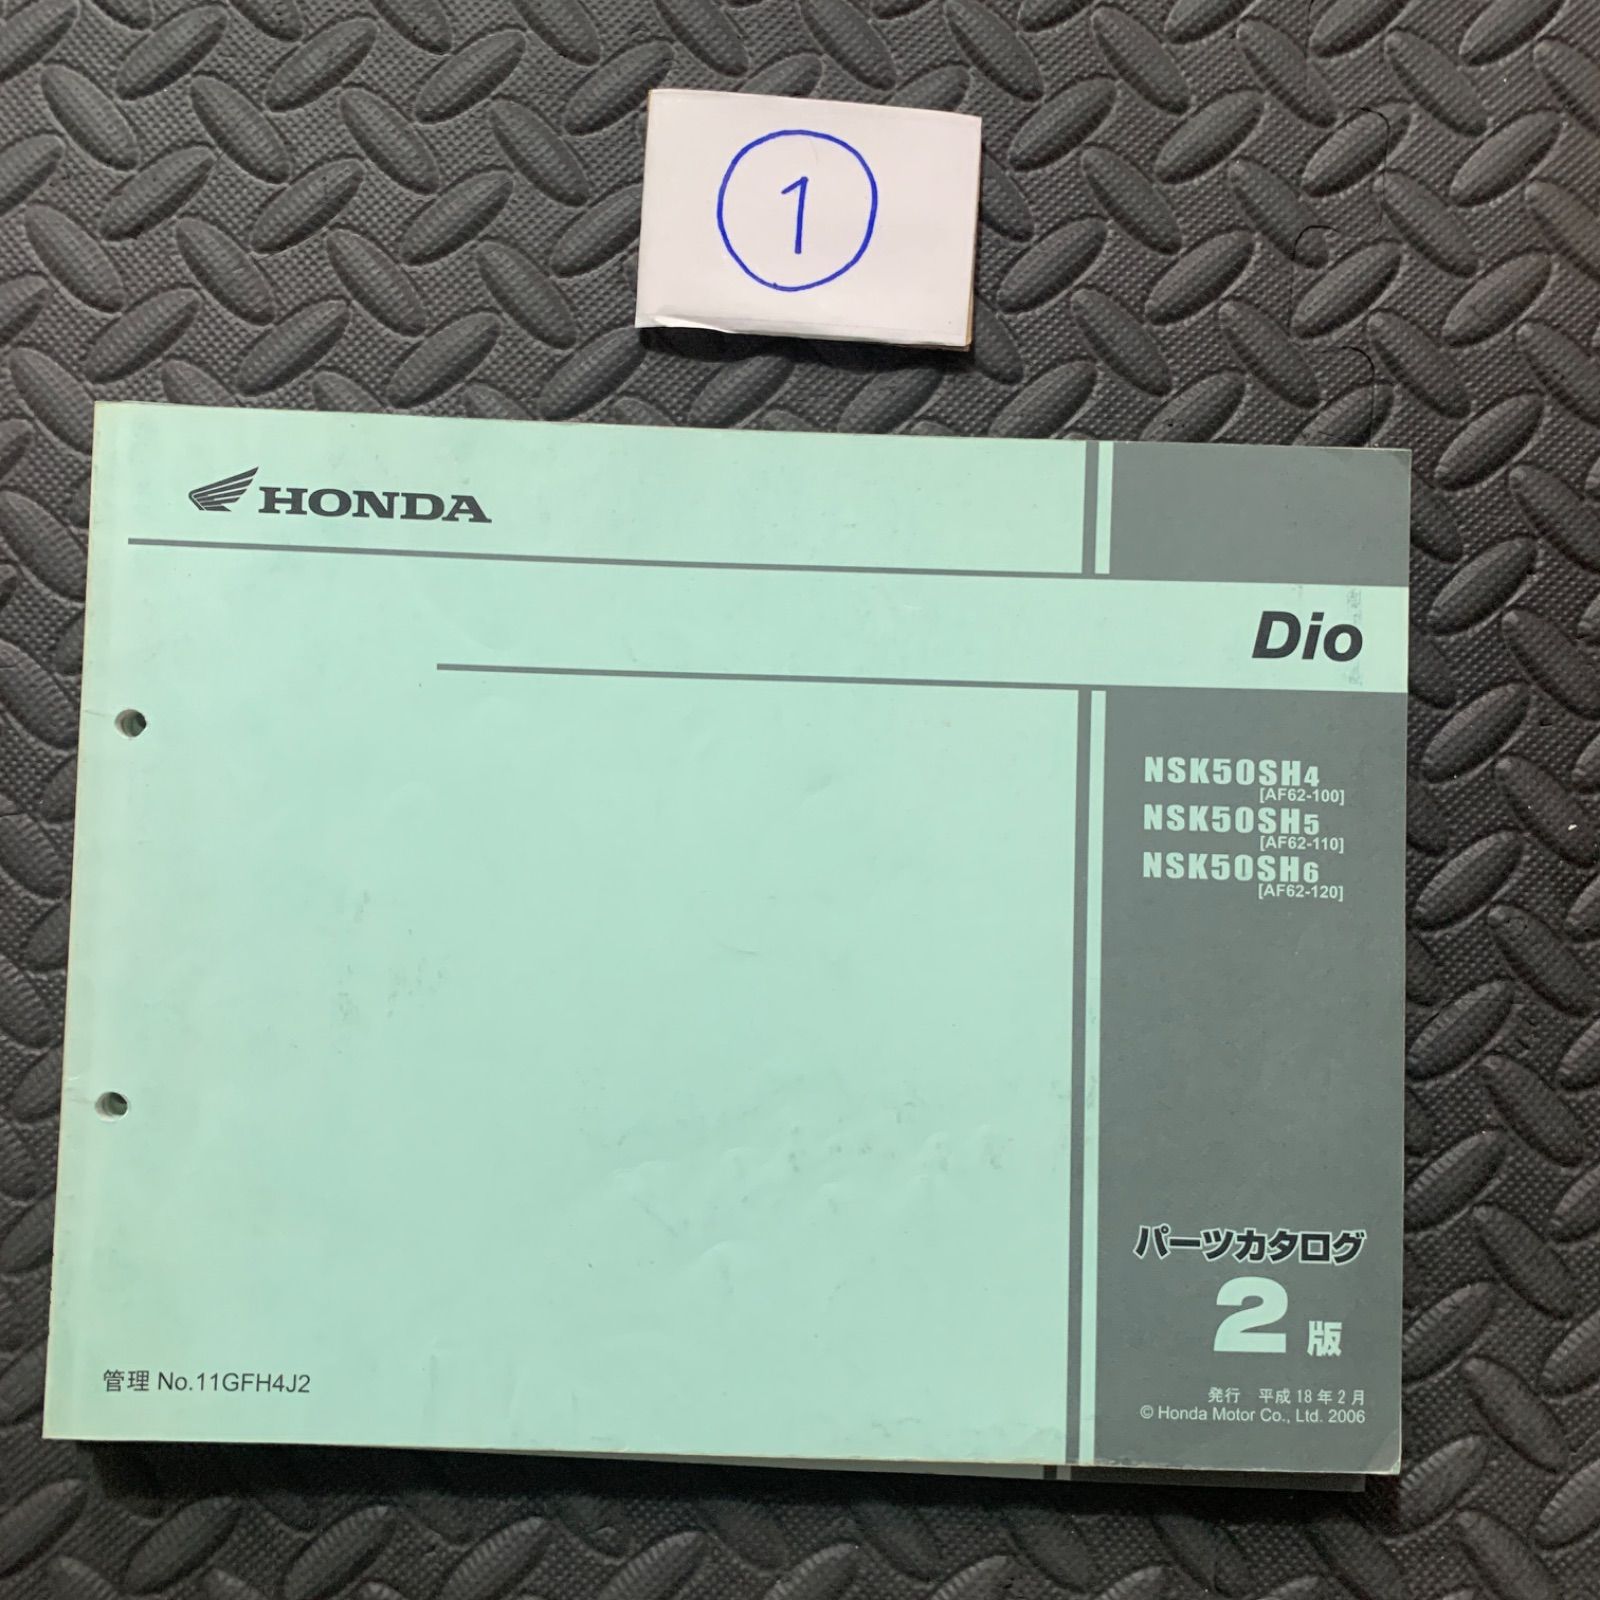 1
HONDA
Dio
NSK50SH4
[AF62-100]
NSK50SH5
[AF62-110]
NSK50SH6
[AF62-120]
パーツカタログ
2版
管理 No.11GFH4J2
発行 平成18年2月
© Honda Motor Co., Ltd. 2006